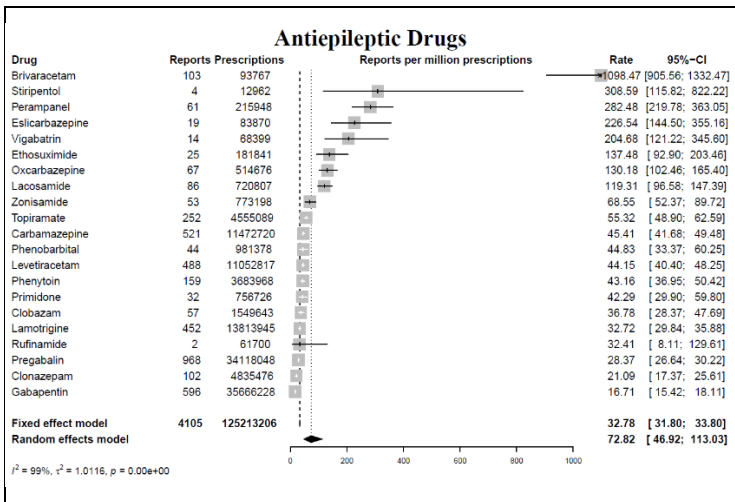 Antiepileptic Drugs
Drug Reports Prescriptions Reports per million prescriptions Rate 95%−CI
Brivaracetam 103 93767 1098.47 [905.56; 1332.47]
Stiripentol 4 12962 308.59 [115.82; 822.22]
Perampanel 61 215948 282.48 [219.78; 363.05]
Eslicarbazepine 19 83870 226.54 [144.50; 355.16]
Vigabatrin 14 68399 204.68 [121.22; 345.60]
Ethosuximide 25 181841 137.48 [ 92.90; 203.46]
Oxcarbazepine 67 514676 130.18 [102.46; 165.40]
Lacosamide 86 720807 119.31 [ 96.58; 147.39]
Zonisamide 53 773198 68.55 [ 52.37; 89.72]
Topiramate 252 4555089 55.32 [ 48.90; 62.59]
Carbamazepine 521 11472720 45.41 [ 41.68; 49.48]
Phenobarbital 44 981378 44.83 [ 33.37; 60.25]
Levetiracetam 488 11052817 44.15 [ 40.40; 48.25]
Phenytoin 159 3683968 43.16 [ 36.95; 50.42]
Primidone 32 756726 42.29 [ 29.90; 59.80]
Clobazam 57 1549643 36.78 [ 28.37; 47.69]
Lamotrigine 452 13813945 32.72 [ 29.84; 35.88]
Rufinamide 2 61700 32.41 [ 8.11; 129.61]
Pregabalin 968 34118048 28.37 [ 26.64; 30.22]
Clonazepam 102 4835476 21.09 [ 17.37; 25.61]
Gabapentin 596 35666228 16.71 [ 15.42; 18.11]
Fixed effect model 4105 125213206 32.78 [ 31.80; 33.80]
Random effects model 72.82 [ 46.92; 113.03]
0 200 400 600 800 1000
I² = 99%, τ² = 1.0116, p = 0.00e+00